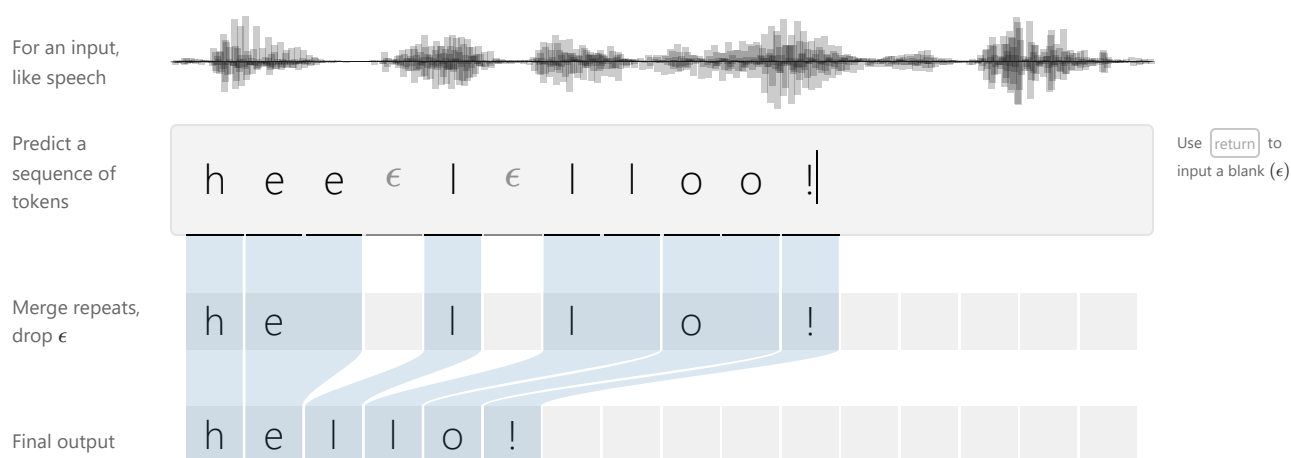 For an input,
like speech
Predict a
sequence of
tokens
h e e ϵ l ϵ l l o o !
Use return to
input a blank (ϵ)
Merge repeats,
drop ϵ
h e l l o !
Final output
h e l l o !